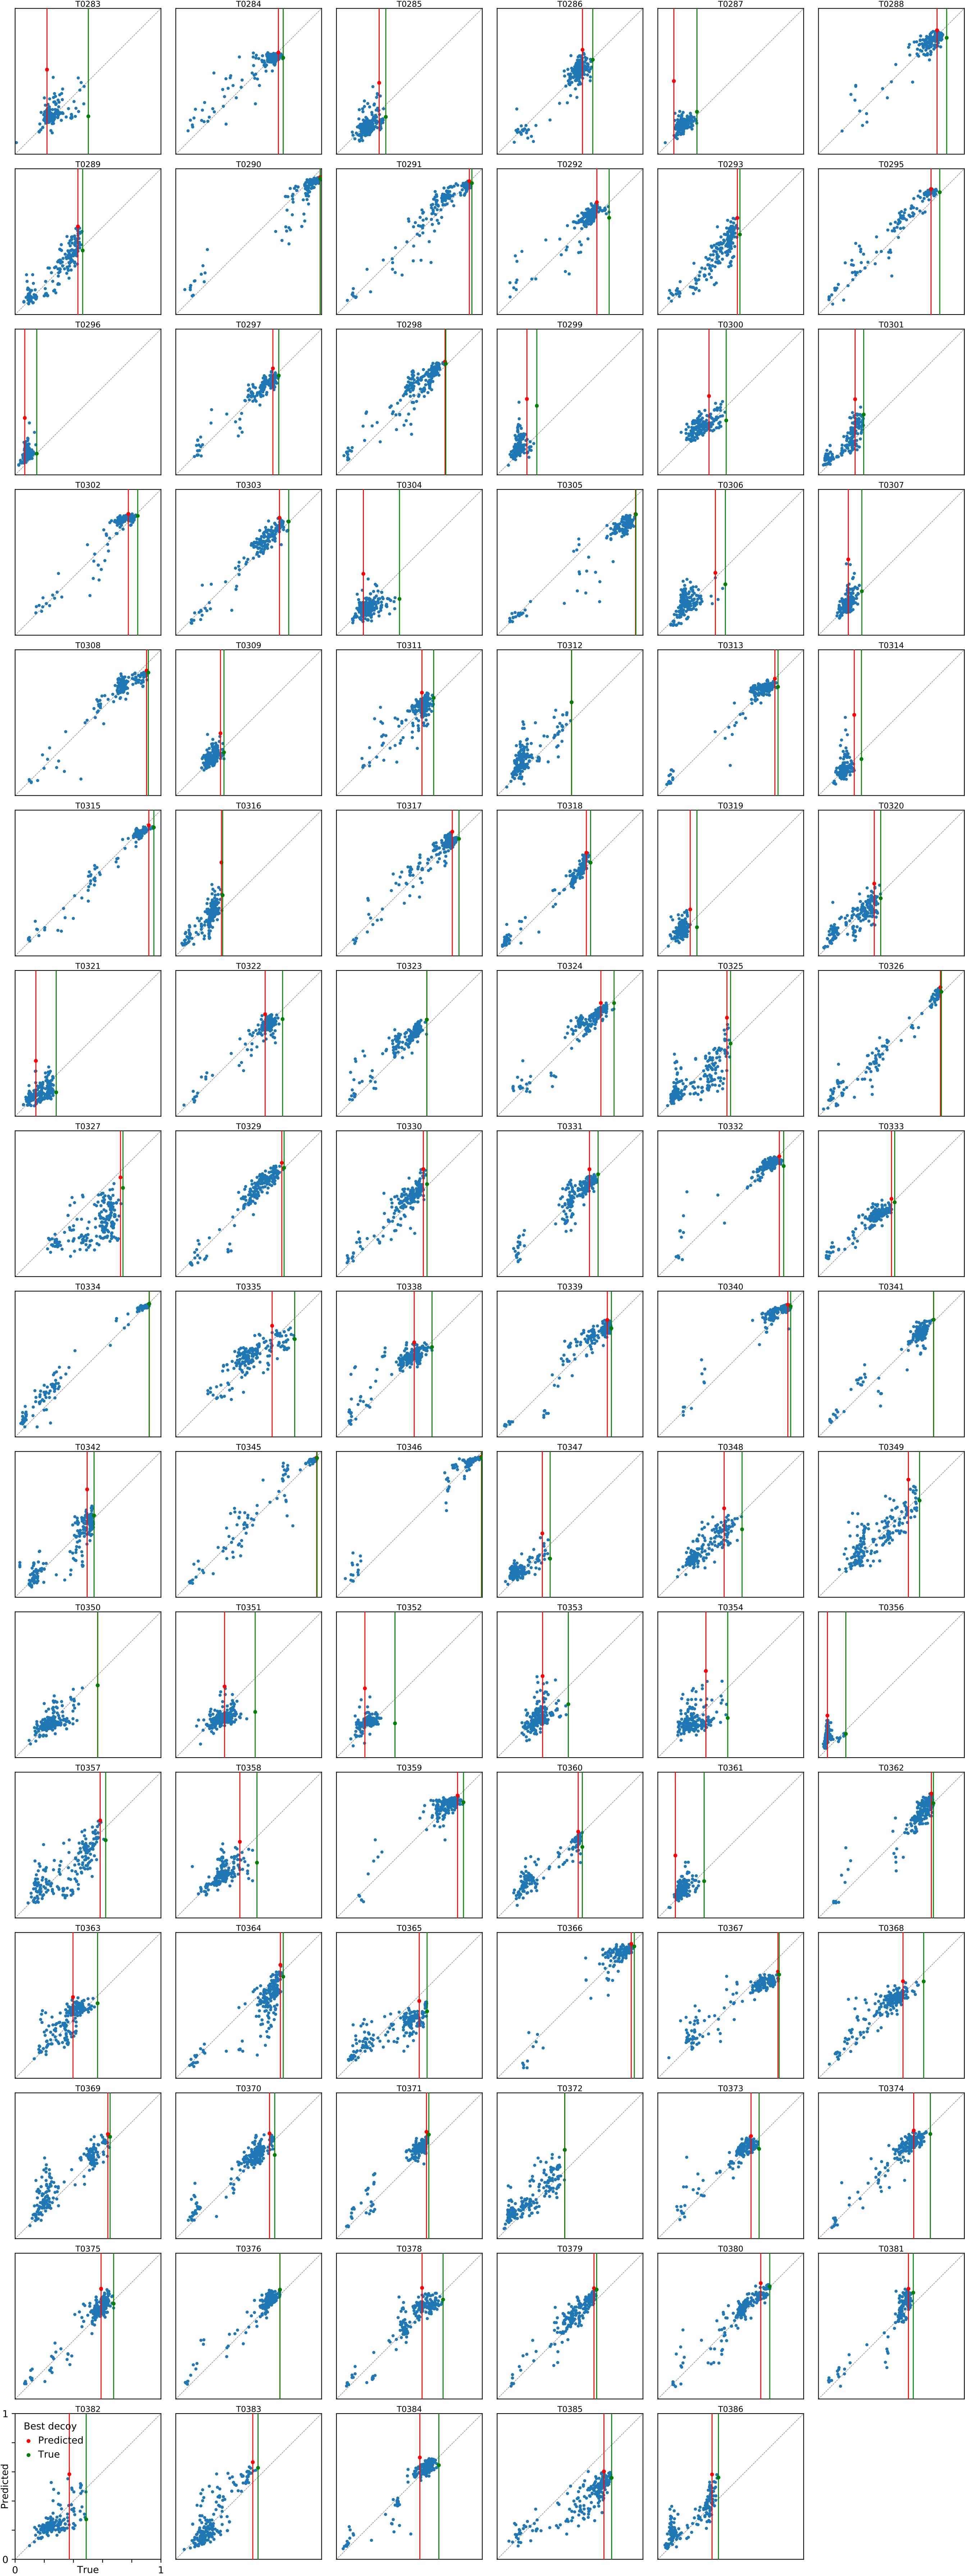 T0283 T0284 T0285 T0286 T0287 T0288
T0289 T0290 T0291 T0292 T0293 T0295
T0296 T0297 T0298 T0299 T0300 T0301
T0302 T0303 T0304 T0305 T0306 T0307
T0308 T0309 T0311 T0312 T0313 T0314
T0315 T0316 T0317 T0318 T0319 T0320
T0321 T0322 T0323 T0324 T0325 T0326
T0327 T0329 T0330 T0331 T0332 T0333
T0334 T0335 T0338 T0339 T0340 T0341
T0342 T0345 T0346 T0347 T0348 T0349
T0350 T0351 T0352 T0353 T0354 T0356
T0357 T0358 T0359 T0360 T0361 T0362
T0363 T0364 T0365 T0366 T0367 T0368
T0369 T0370 T0371 T0372 T0373 T0374
T0375 T0376 T0378 T0379 T0380 T0381
T0382 T0383 T0384 T0385 T0386
1
Best decoy
Predicted
True
Predicted
0
0 True 1